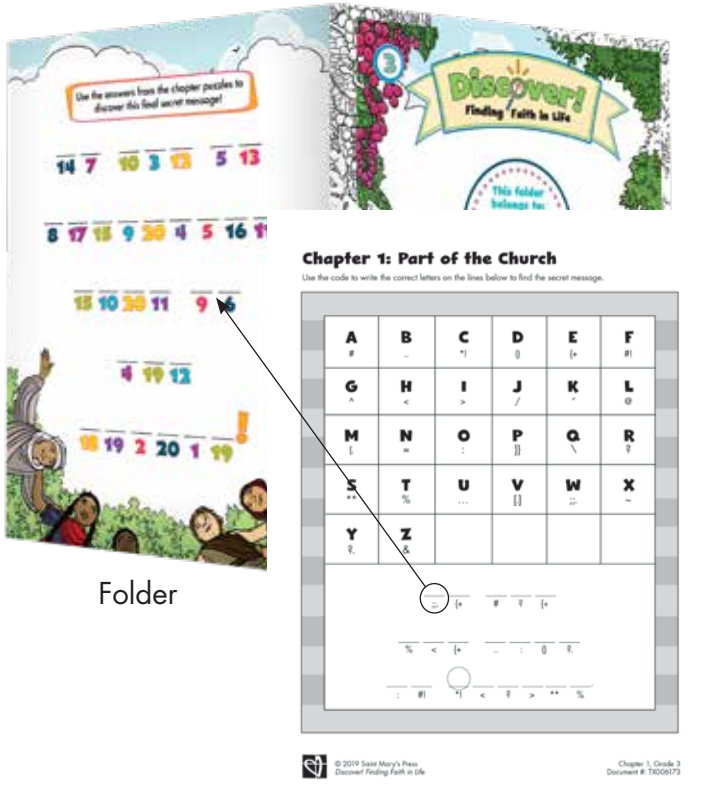 Use the answers from the chapter puzzles to
discover this final secret message!
14 7 10 3 12 5 13
8 17 15 9 20 4 5 16
15 10 20 11 9 6
4 19 12
18 19 2 20 1 19 !
3
Discover!
Finding Faith in Life
This folder
belongs to:
Folder
Chapter 1: Part of the Church
Use the code to write the correct letters on the lines below to find the secret message.
A B C D E F
# .. *! () {+ #!
G H I J K L
^ < > / " @
M N O P Q R
{. = : }} \ ?
S T U V W X
** % ... [.] ;;. ~
Y Z
?. &
;;. {+ # ? {+
% < {+ .. : () ?.
: #! *! < ? > ** % .
© 2019 Saint Mary's Press
Discover! Finding Faith in Life
Chapter 1, Grade 3
Document #: TX006173